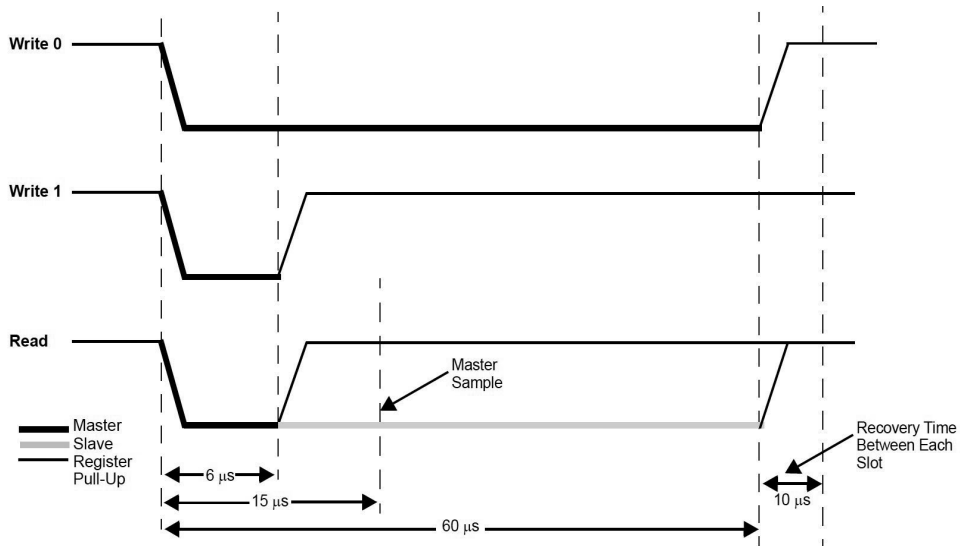 Write 0
Write 1
Read
Master
Sample
Master
Slave
Register
Pull-Up
Recovery Time
Between Each
Slot
6 µs
10 µs
15 µs
60 µs